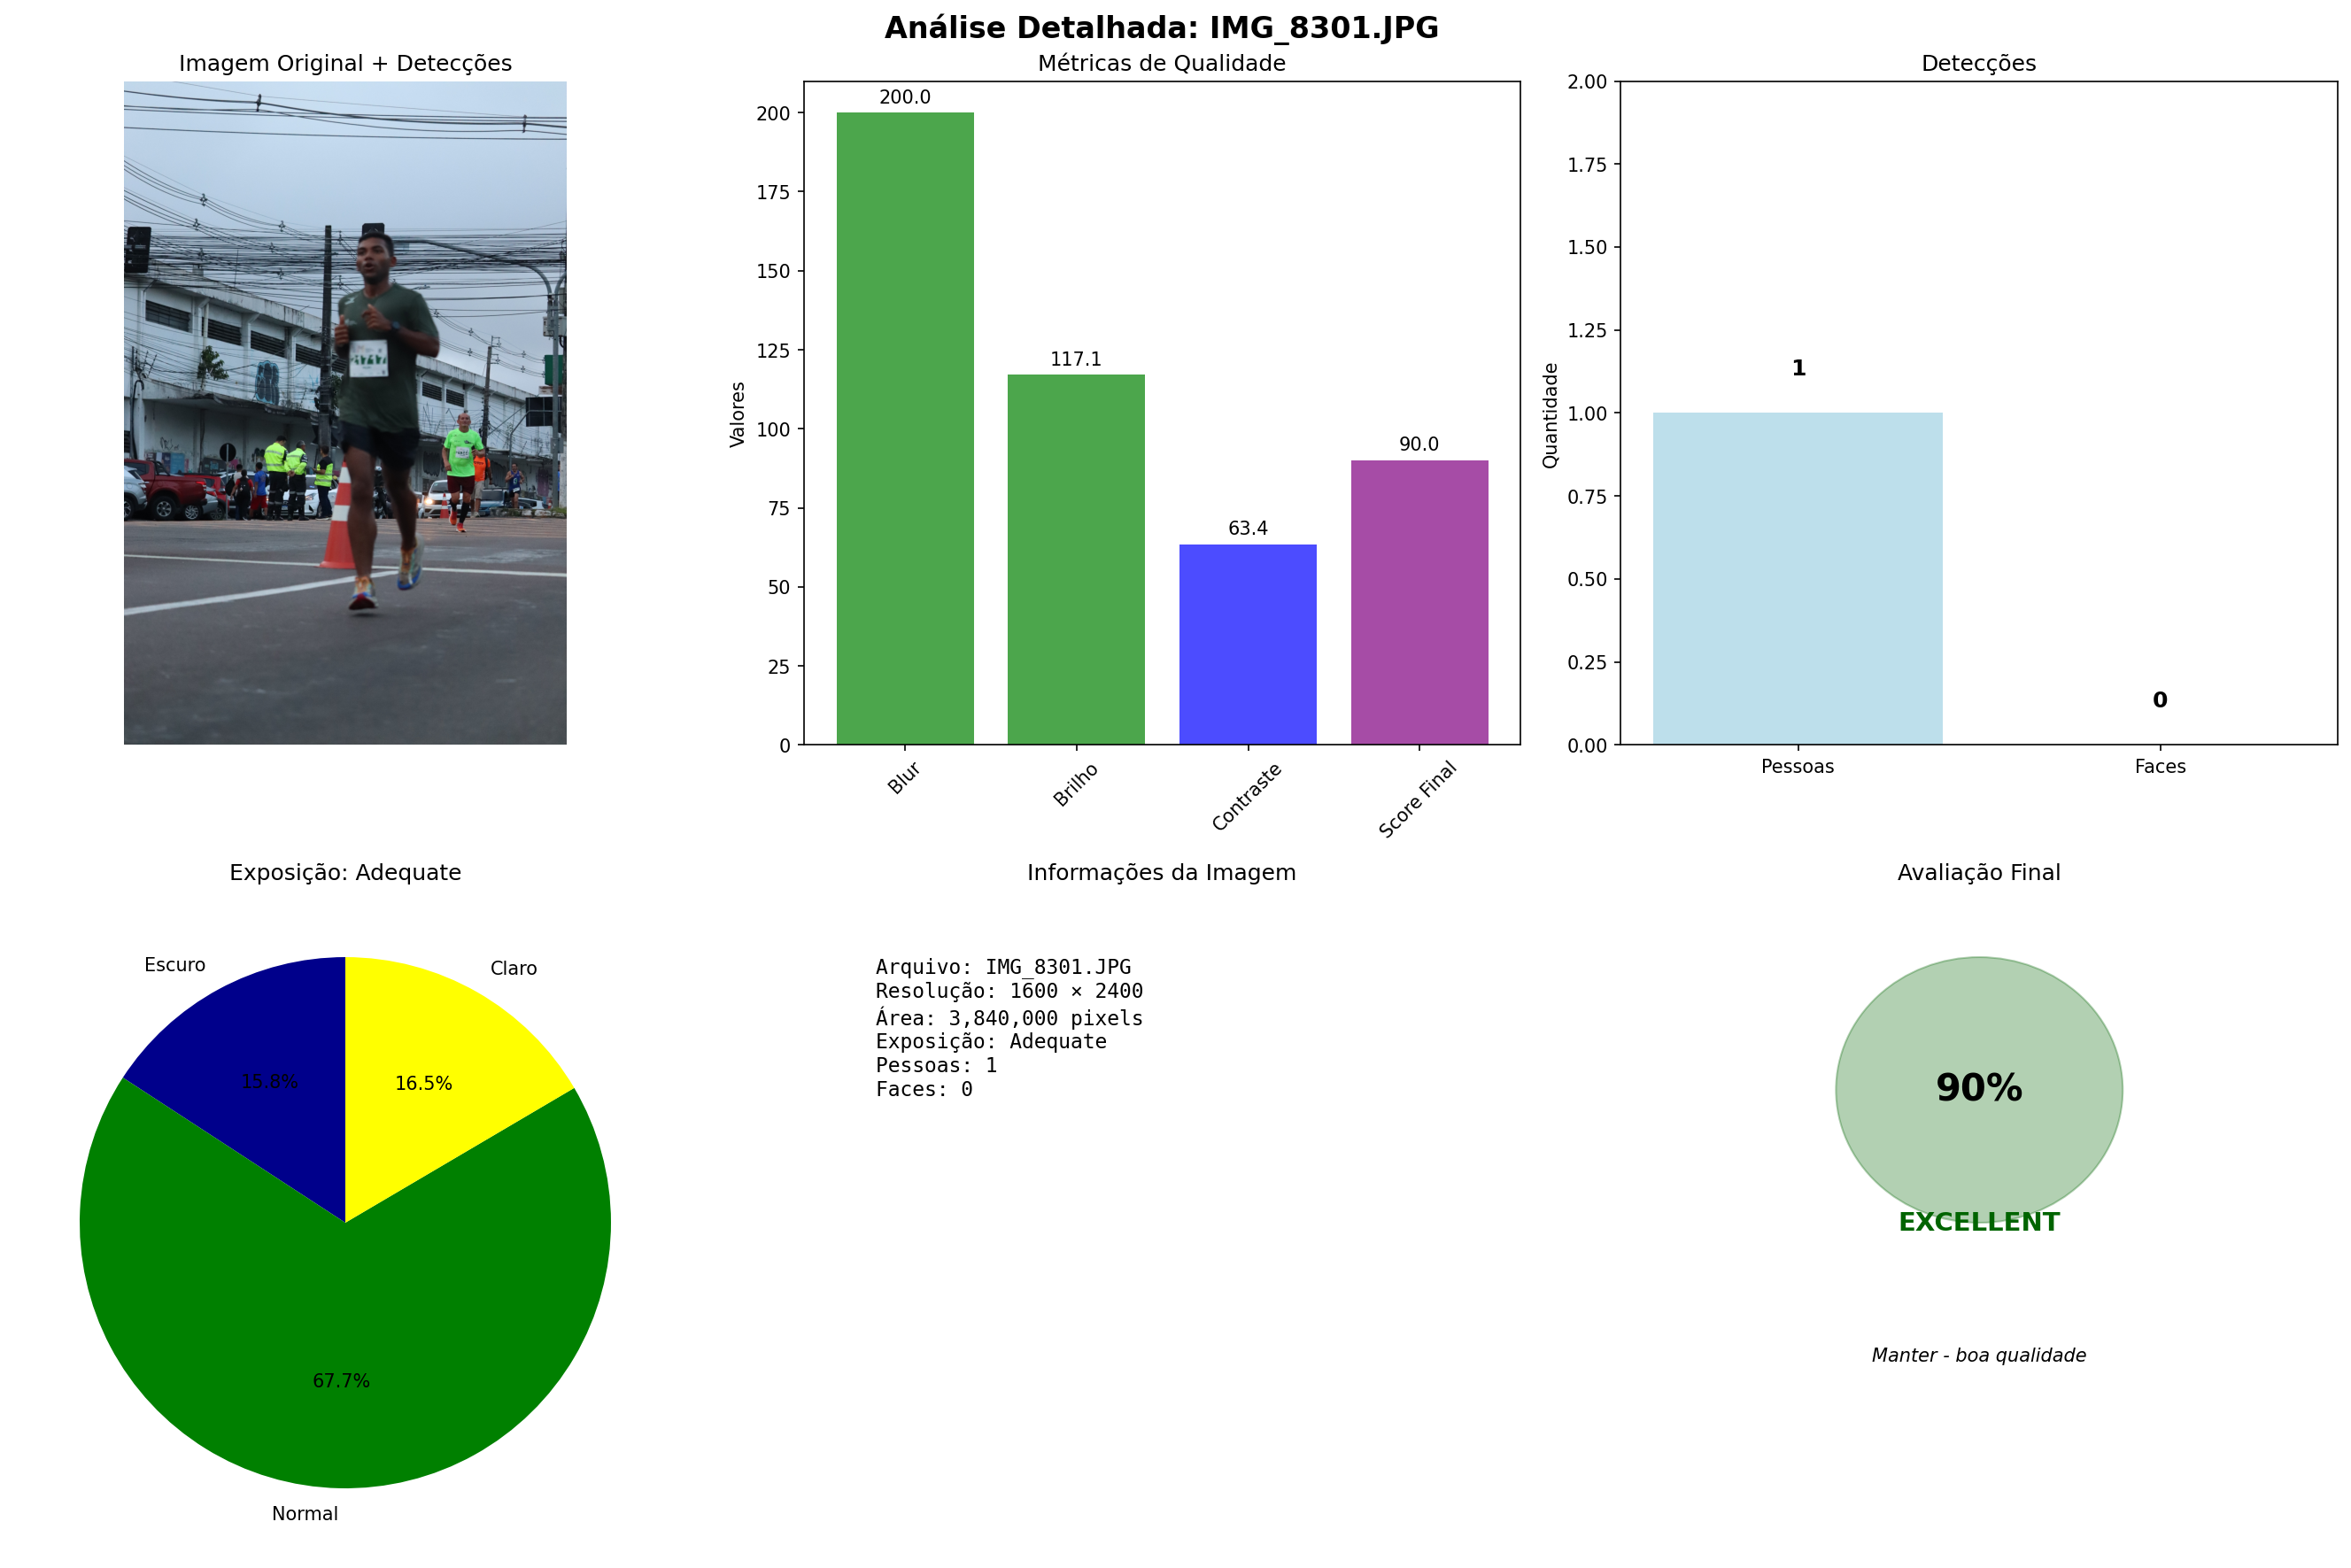 Análise Detalhada: IMG_8301.JPG
Imagem Original + Detecções
Métricas de Qualidade
Valores
200
175
150
125
100
75
50
25
0
200.0
117.1
63.4
90.0
Blur
Brilho
Contraste
Score Final
Detecções
Quantidade
2.00
1.75
1.50
1.25
1.00
0.75
0.50
0.25
0.00
1
0
Pessoas
Faces
Exposição: Adequate
Escuro
Claro
15.8%
16.5%
67.7%
Normal
Informações da Imagem
Arquivo: IMG_8301.JPG
Resolução: 1600 × 2400
Área: 3,840,000 pixels
Exposição: Adequate
Pessoas: 1
Faces: 0
Avaliação Final
90%
EXCELLENT
Manter - boa qualidade